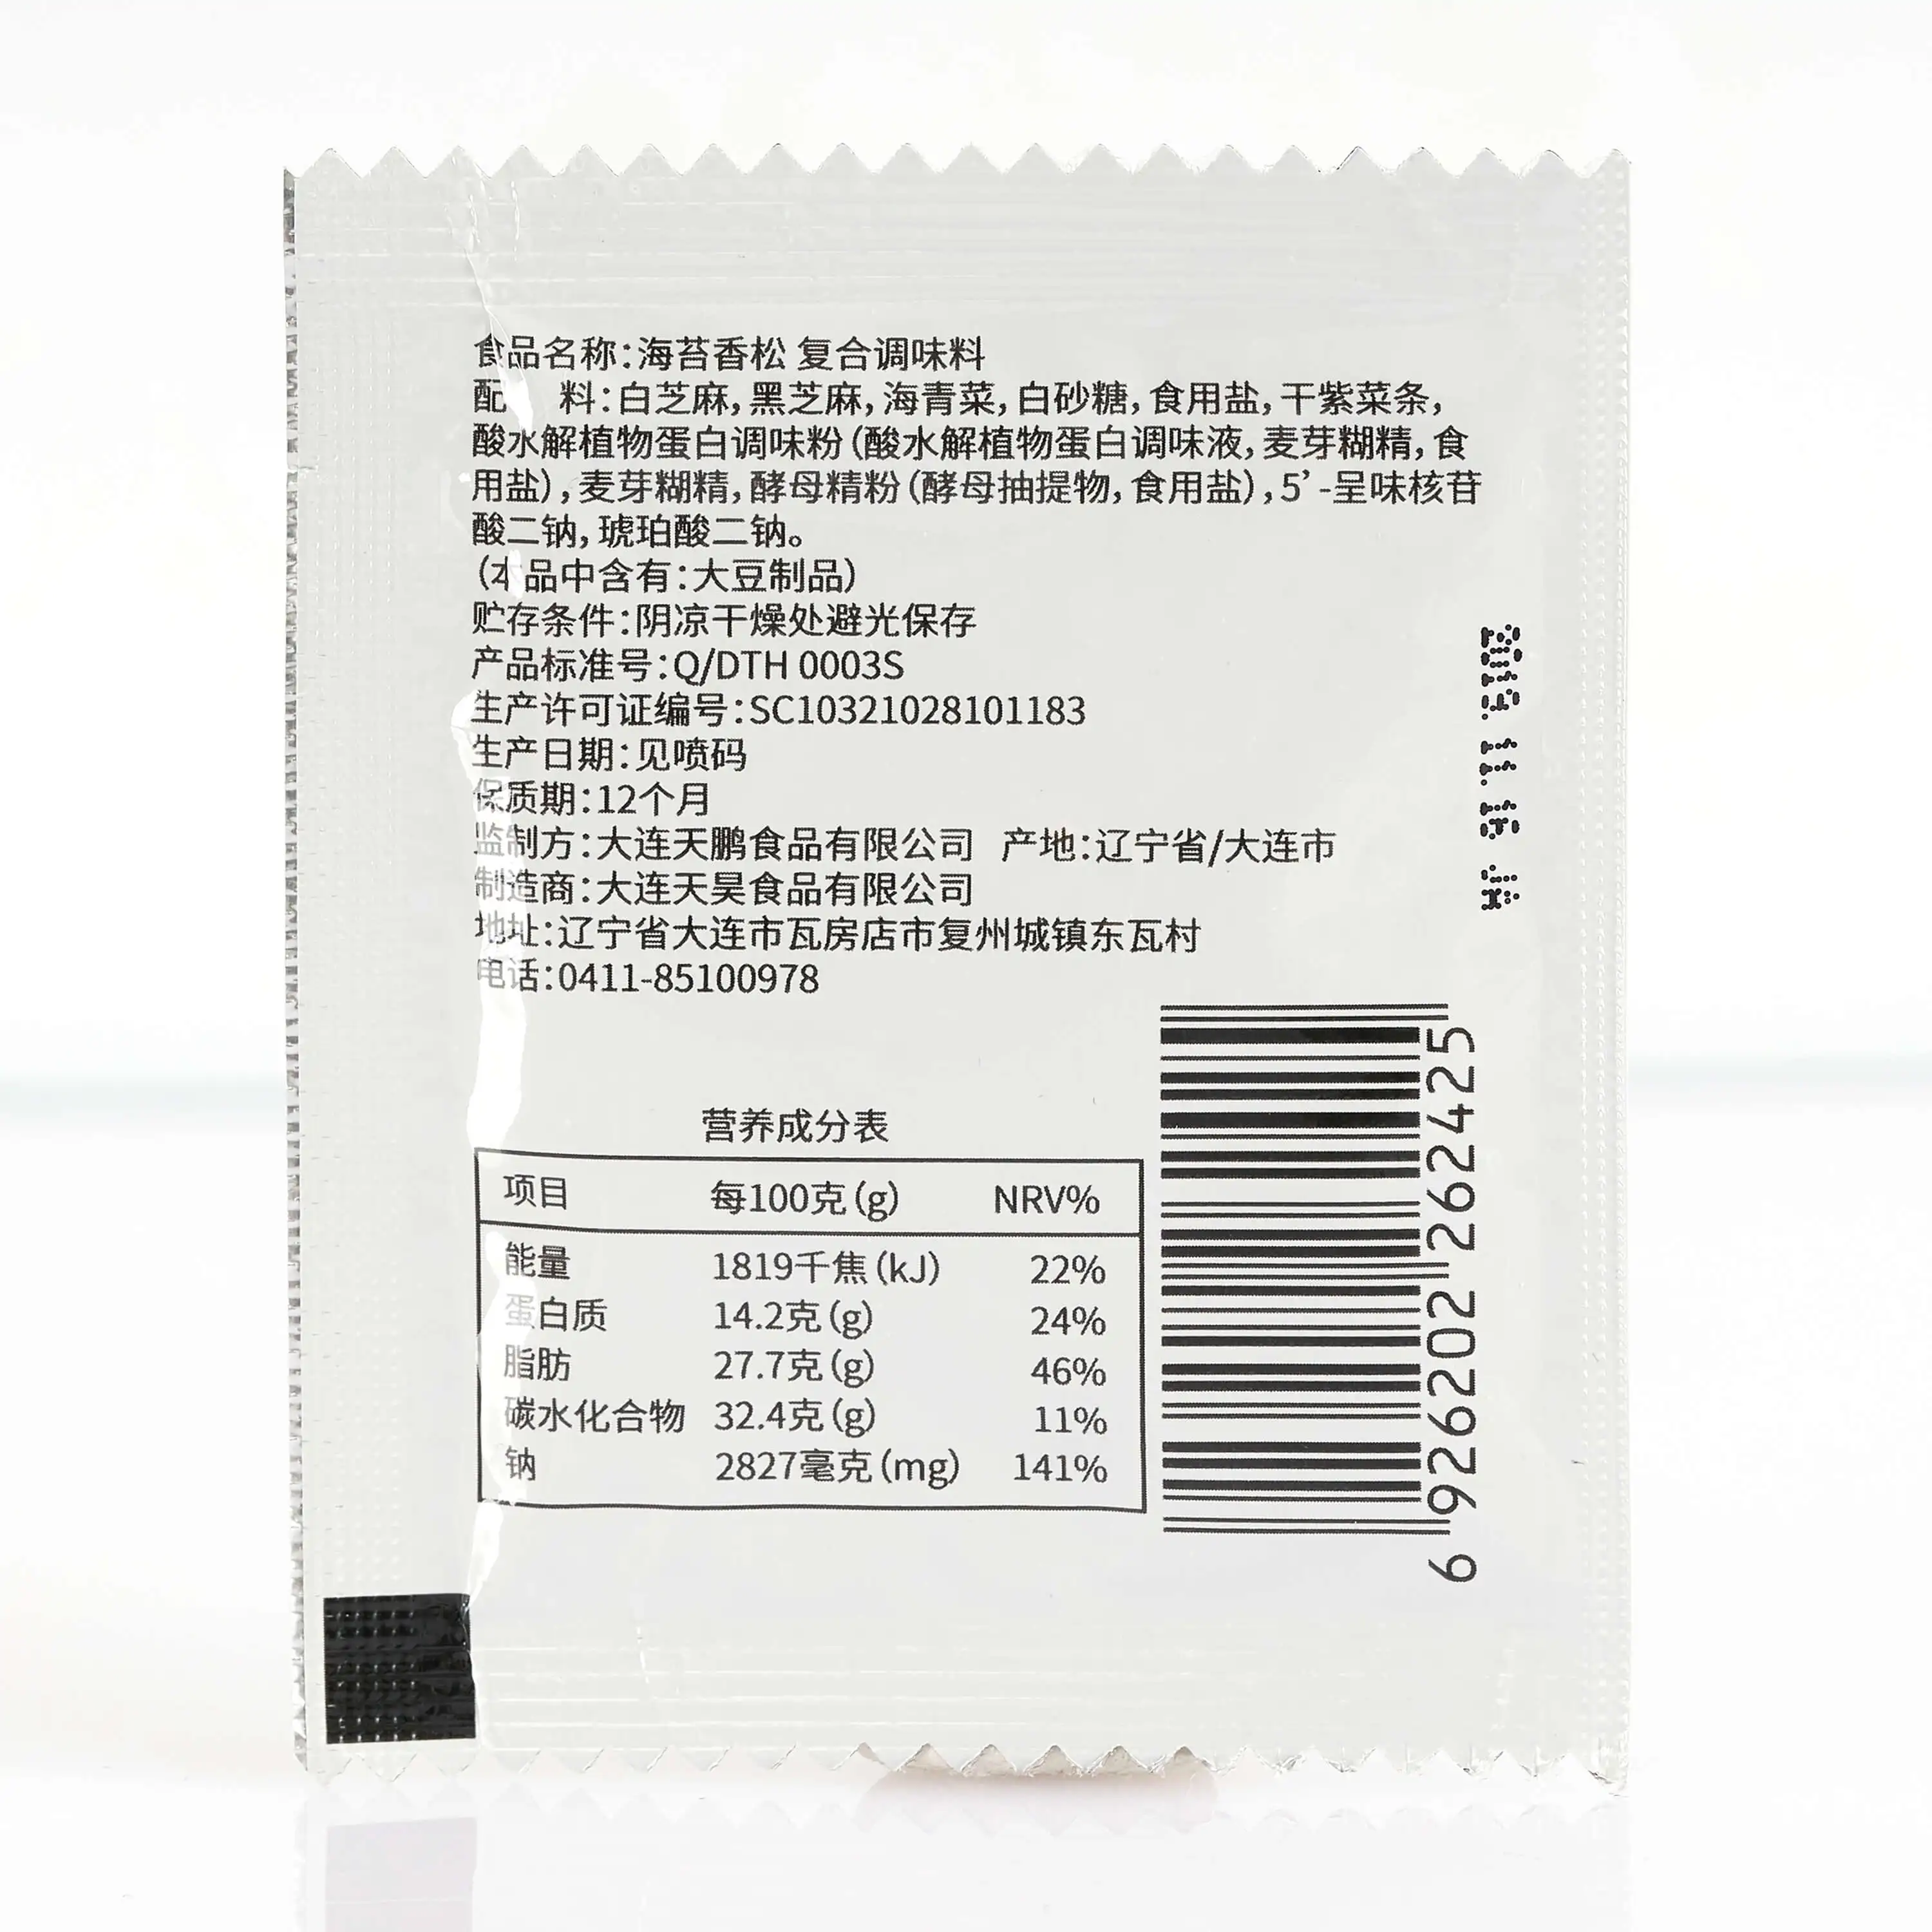 食品名称：海苔香松 复合调味料
配 料：白芝麻，黑芝麻，海青菜，白砂糖，食用盐，干紫菜条，
酸水解植物蛋白调味粉（酸水解植物蛋白调味液，麦芽糊精，食
用盐），麦芽糊精，酵母精粉（酵母抽提物，食用盐），5’-呈味核苷
酸二钠，琥珀酸二钠。
（本品中含有：大豆制品）
贮存条件：阴凉干燥处避光保存
产品标准号：Q/DTH 0003S
生产许可证编号：SC10321028101183
生产日期：见喷码
保质期：12个月
监制方：大连天鹏食品有限公司 产地：辽宁省/大连市
制造商：大连天昊食品有限公司
地址：辽宁省大连市瓦房店市复州城镇东瓦村
电话：0411-85100978
营养成分表
项目 每100克（g） NRV%
能量 1819千焦（kJ） 22%
蛋白质 14.2克（g） 24%
脂肪 27.7克（g） 46%
碳水化合物 32.4克（g） 11%
钠 2827毫克（mg） 141%
6 926202 262425